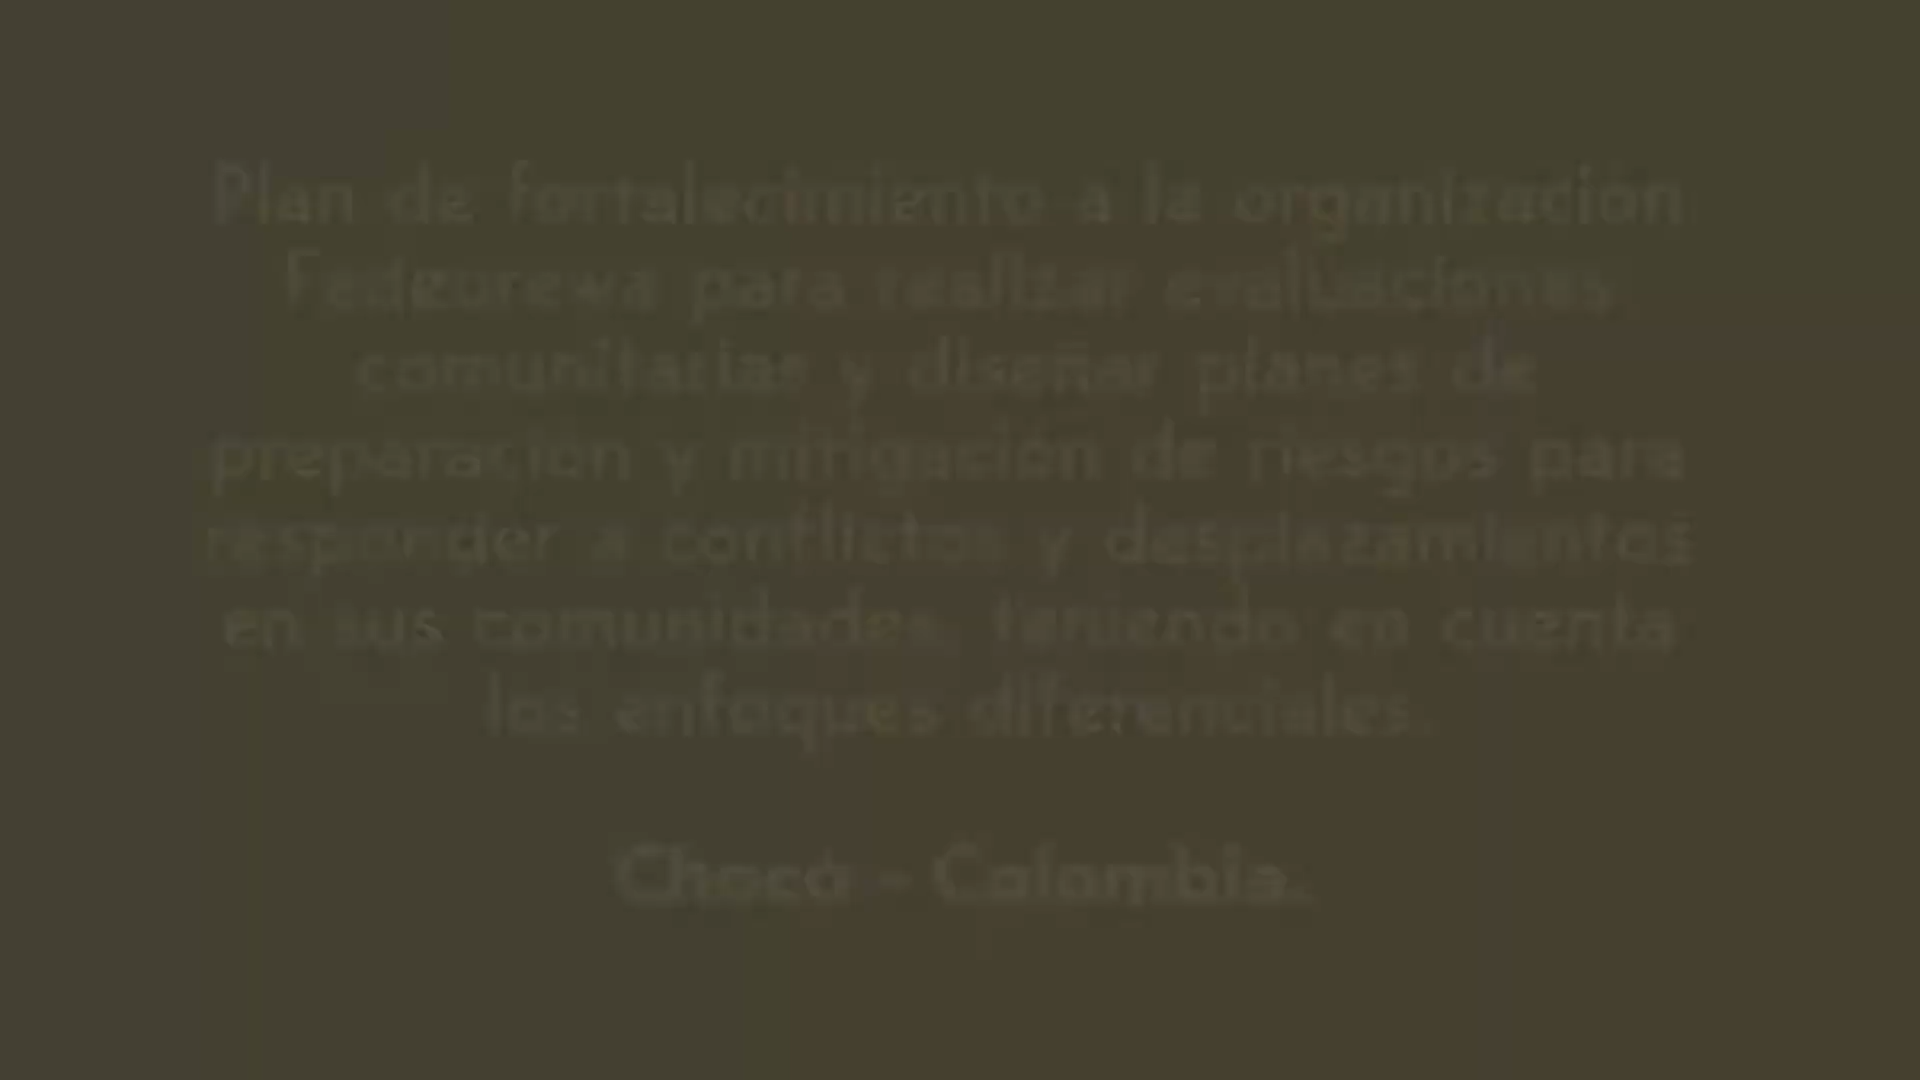 Plan de fortalecimiento a la organización
Fedeorewa para realizar evaluaciones
comunitarias y diseñar planes de
preparación y mitigación de riesgos para
responder a conflictos y desplazamientos
en sus comunidades, teniendo en cuenta
los enfoques diferenciales.
Chocó - Colombia.